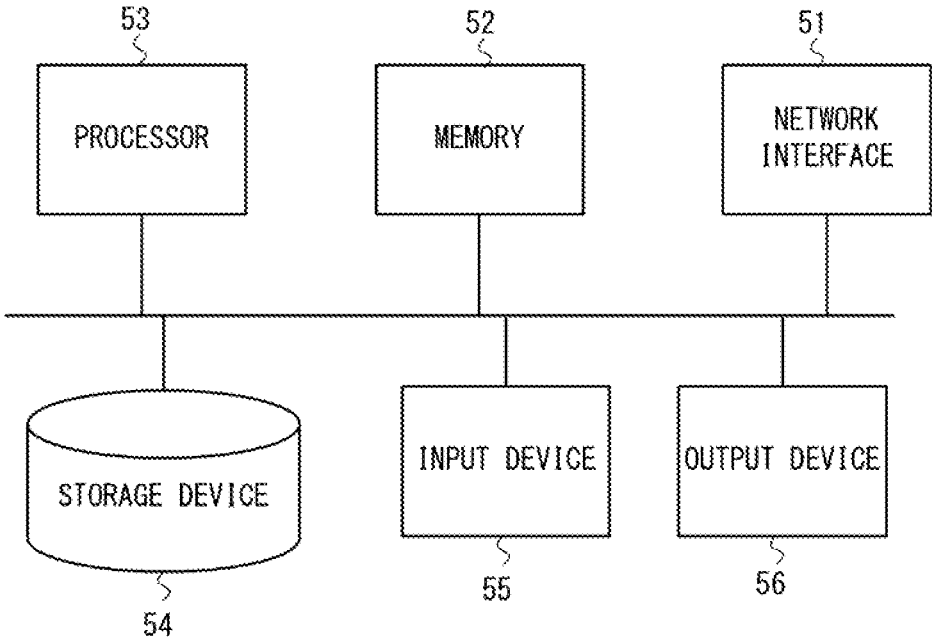 53
52
51
PROCESSOR
MEMORY
NETWORK
INTERFACE
STORAGE DEVICE
INPUT DEVICE
OUTPUT DEVICE
54
55
56